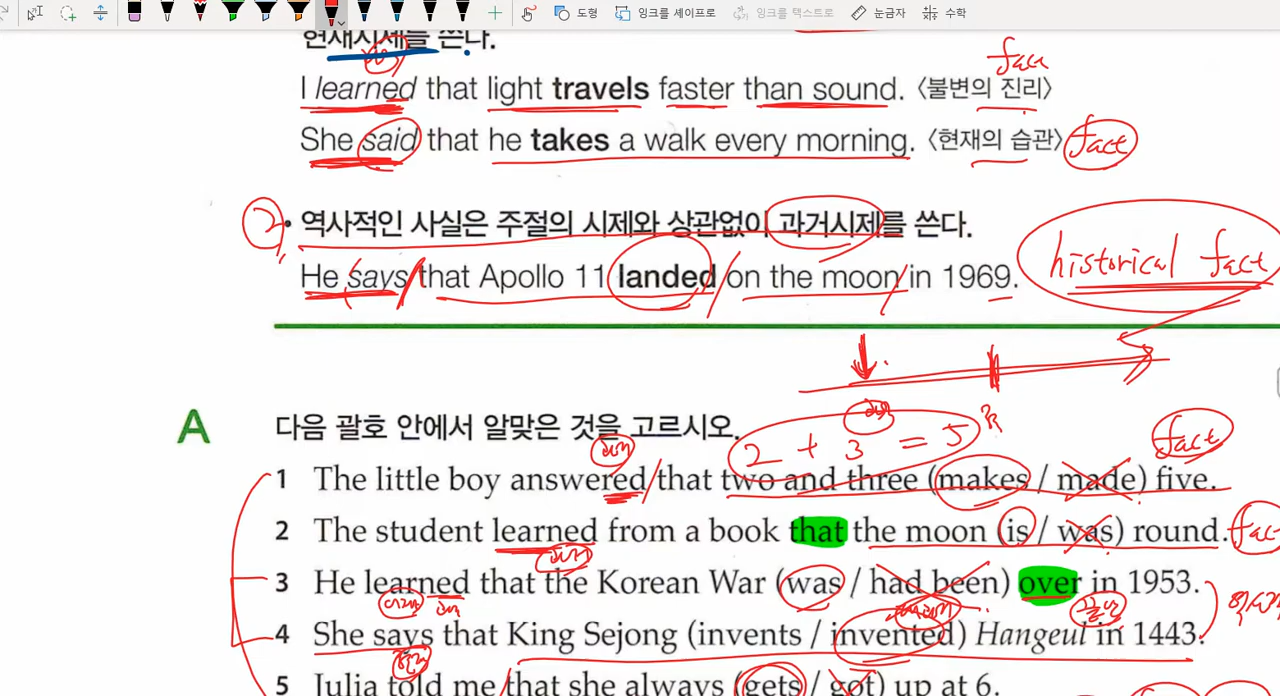 도형 잉크를 셰이프로 잉크를 텍스트로 눈금자 수학
현재시제를 쓴다.
fact
I learned that light travels faster than sound. 〈불변의 진리〉
She said that he takes a walk every morning. 〈현재의 습관〉 fact
2. • 역사적인 사실은 주절의 시제와 상관없이 과거시제를 쓴다.
He says that Apollo 11 landed on the moon in 1969. historical fact
A 다음 괄호 안에서 알맞은 것을 고르시오.
2 + 3 = 5 fact
1 The little boy answered that two and three (makes / made) five.
2 The student learned from a book that the moon (is / was) round. fac
3 He learned that the Korean War (was / had been) over in 1953.
4 She says that King Sejong (invents / invented) Hangeul in 1443.
5 Julia told me that she always (gets / got) up at 6.